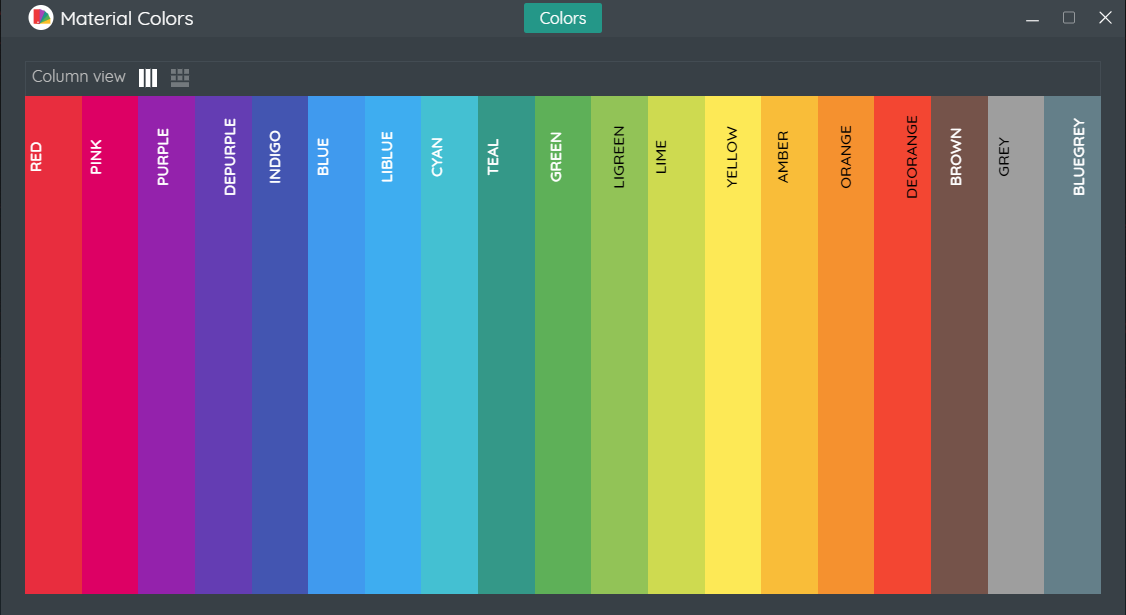 Material Colors
Colors
Column view
RED
PINK
PURPLE
DEPURPLE
INDIGO
BLUE
LIBLUE
CYAN
TEAL
GREEN
LIGREEN
LIME
YELLOW
AMBER
ORANGE
DEORANGE
BROWN
GREY
BLUEGREY